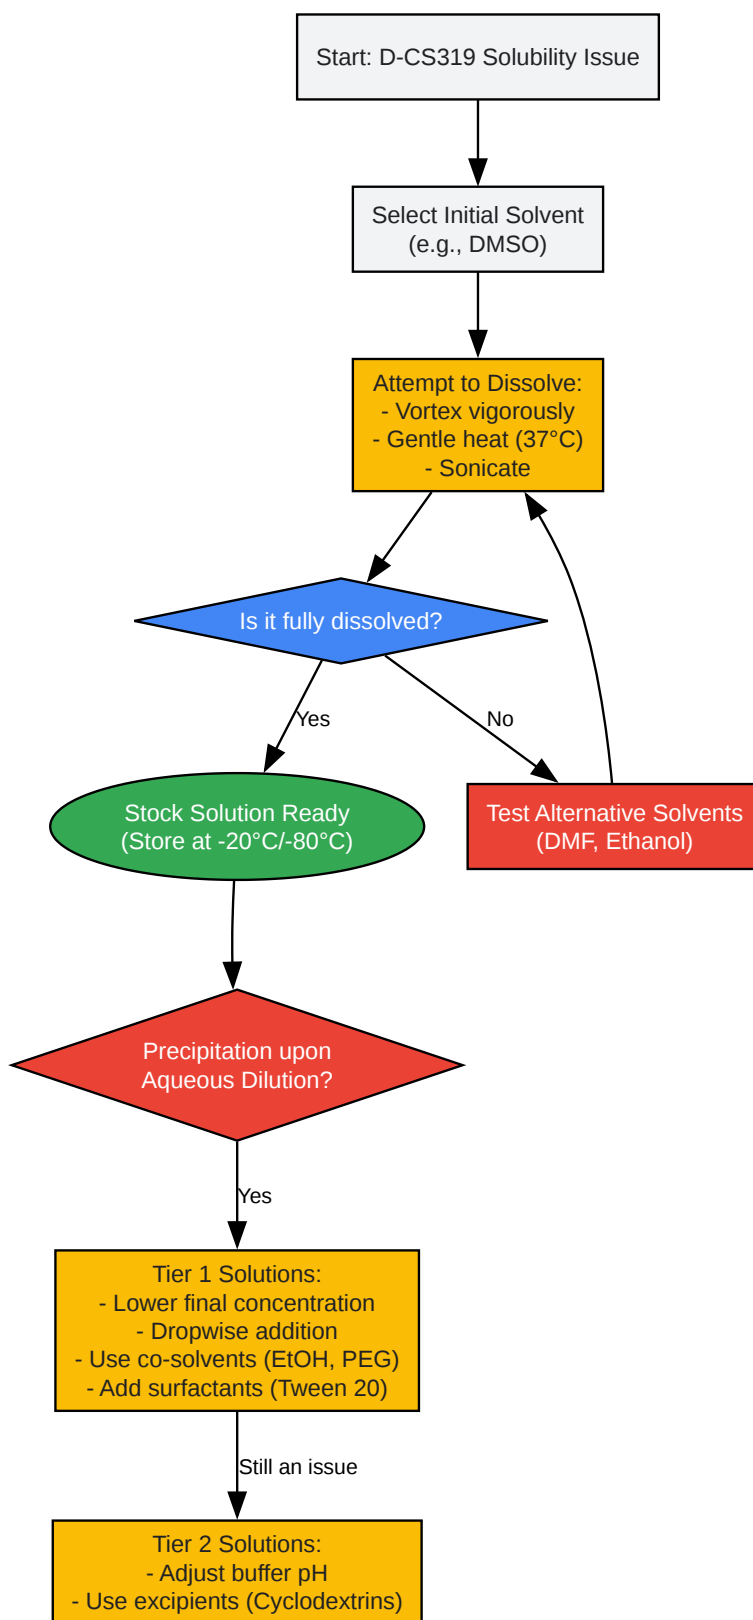 Start: D-CS319 Solubility Issue
Select Initial Solvent
(e.g., DMSO)
Attempt to Dissolve:
- Vortex vigorously
- Gentle heat (37°C)
- Sonicate
Is it fully dissolved?
Yes
No
Stock Solution Ready
(Store at -20°C/-80°C)
Test Alternative Solvents
(DMF, Ethanol)
Precipitation upon
Aqueous Dilution?
Yes
Tier 1 Solutions:
- Lower final concentration
- Dropwise addition
- Use co-solvents (EtOH, PEG)
- Add surfactants (Tween 20)
Still an issue
Tier 2 Solutions:
- Adjust buffer pH
- Use excipients (Cyclodextrins)